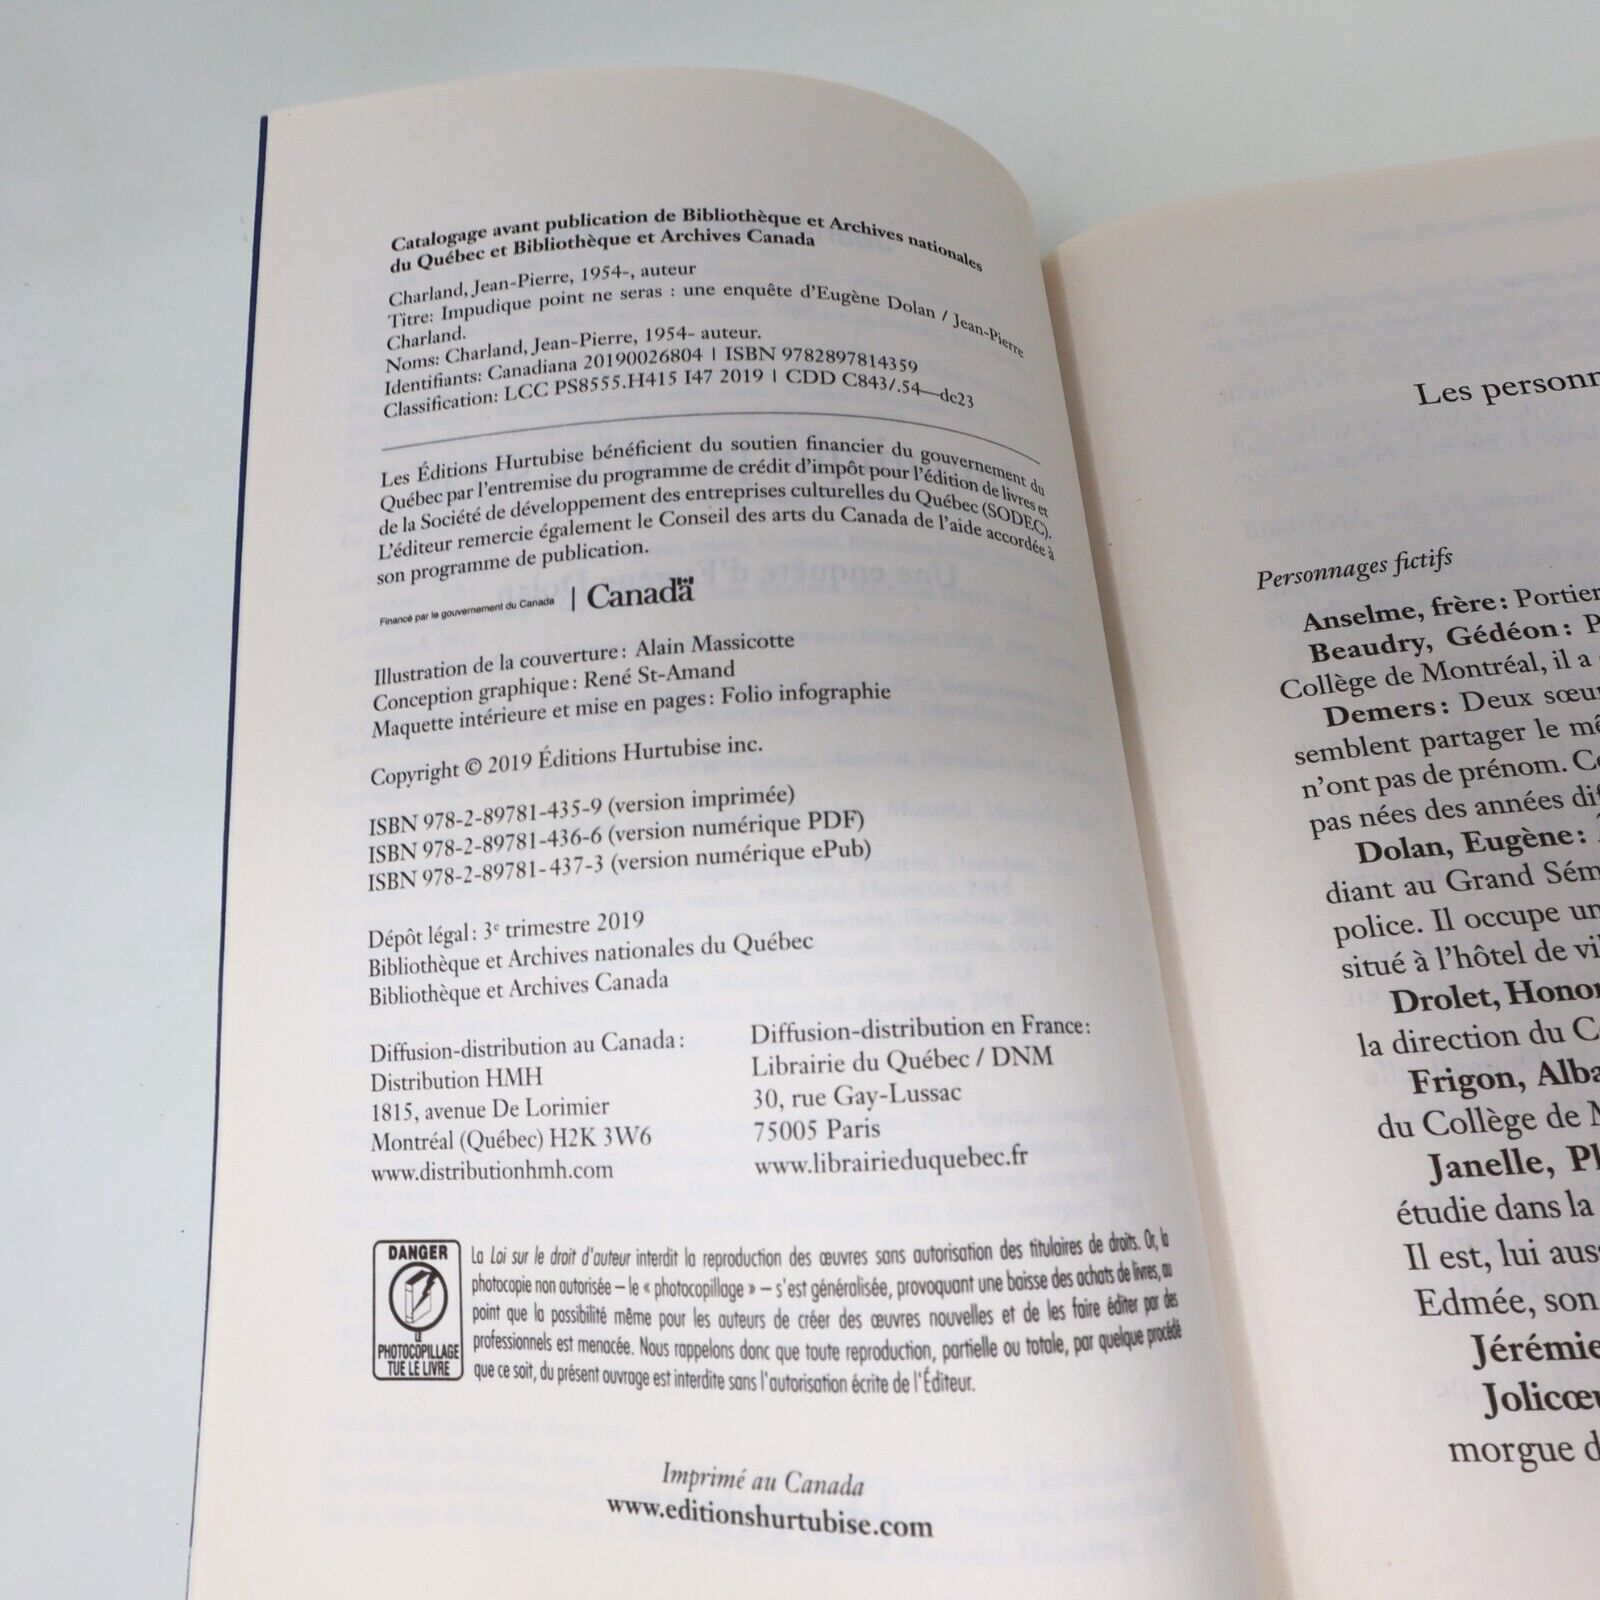 Catalogage avant publication de Bibliothèque et Archives nationales
du Québec et Bibliothèque et Archives Canada
Charland, Jean-Pierre, 1954-, auteur
Titre: Impudique point ne seras : une enquête d'Eugène Dolan / Jean-Pierre
Charland.
Noms: Charland, Jean-Pierre, 1954- auteur.
Identifiants: Canadiana 20190026804 | ISBN 9782897814359
Classification: LCC PS8555.H415 I47 2019 | CDD C843/.54—dc23
Les Éditions Hurtubise bénéficient du soutien financier du gouvernement du
Québec par l'entremise du programme de crédit d'impôt pour l'édition de livres et
de la Société de développement des entreprises culturelles du Québec (SODEC).
L'éditeur remercie également le Conseil des arts du Canada de l'aide accordée à
son programme de publication.
Financé par le gouvernement du Canada | Canada
Illustration de la couverture : Alain Massicotte
Conception graphique : René St-Amand
Maquette intérieure et mise en pages : Folio infographie
Copyright © 2019 Éditions Hurtubise inc.
ISBN 978-2-89781-435-9 (version imprimée)
ISBN 978-2-89781-436-6 (version numérique PDF)
ISBN 978-2-89781-437-3 (version numérique ePub)
Dépôt légal : 3e trimestre 2019
Bibliothèque et Archives nationales du Québec
Bibliothèque et Archives Canada
Diffusion-distribution au Canada :
Distribution HMH
1815, avenue De Lorimier
Montréal (Québec) H2K 3W6
www.distributionhmh.com
Diffusion-distribution en France :
Librairie du Québec / DNM
30, rue Gay-Lussac
75005 Paris
www.librairieduquebec.fr
DANGER
LE
PHOTOCOPILLAGE
TUE LE LIVRE
La Loi sur le droit d'auteur interdit la reproduction des œuvres sans autorisation des titulaires de droits. Or, la
photocopie non autorisée – le « photocopillage » – s'est généralisée, provoquant une baisse des achats de livres, au
point que la possibilité même pour les auteurs de créer des œuvres nouvelles et de les faire éditer par des
professionnels est menacée. Nous rappelons donc que toute reproduction, partielle ou totale, par quelque procédé
que ce soit, du présent ouvrage est interdite sans l'autorisation écrite de l'Éditeur.
Imprimé au Canada
www.editionshurtubise.com
Les personn
Personnages fictifs
Anselme, frère : Portier
Beaudry, Gédéon : P
Collège de Montréal, il a
Demers : Deux sœur
semblent partager le mê
n'ont pas de prénom. Ce
pas nées des années dif
Dolan, Eugène :
diant au Grand Sém
police. Il occupe un
situé à l'hôtel de vil
Drolet, Honor
la direction du C
Frigon, Alba
du Collège de M
Janelle, Ph
étudie dans la
Il est, lui auss
Edmée, son
Jérémie
Jolicœu
morgue d